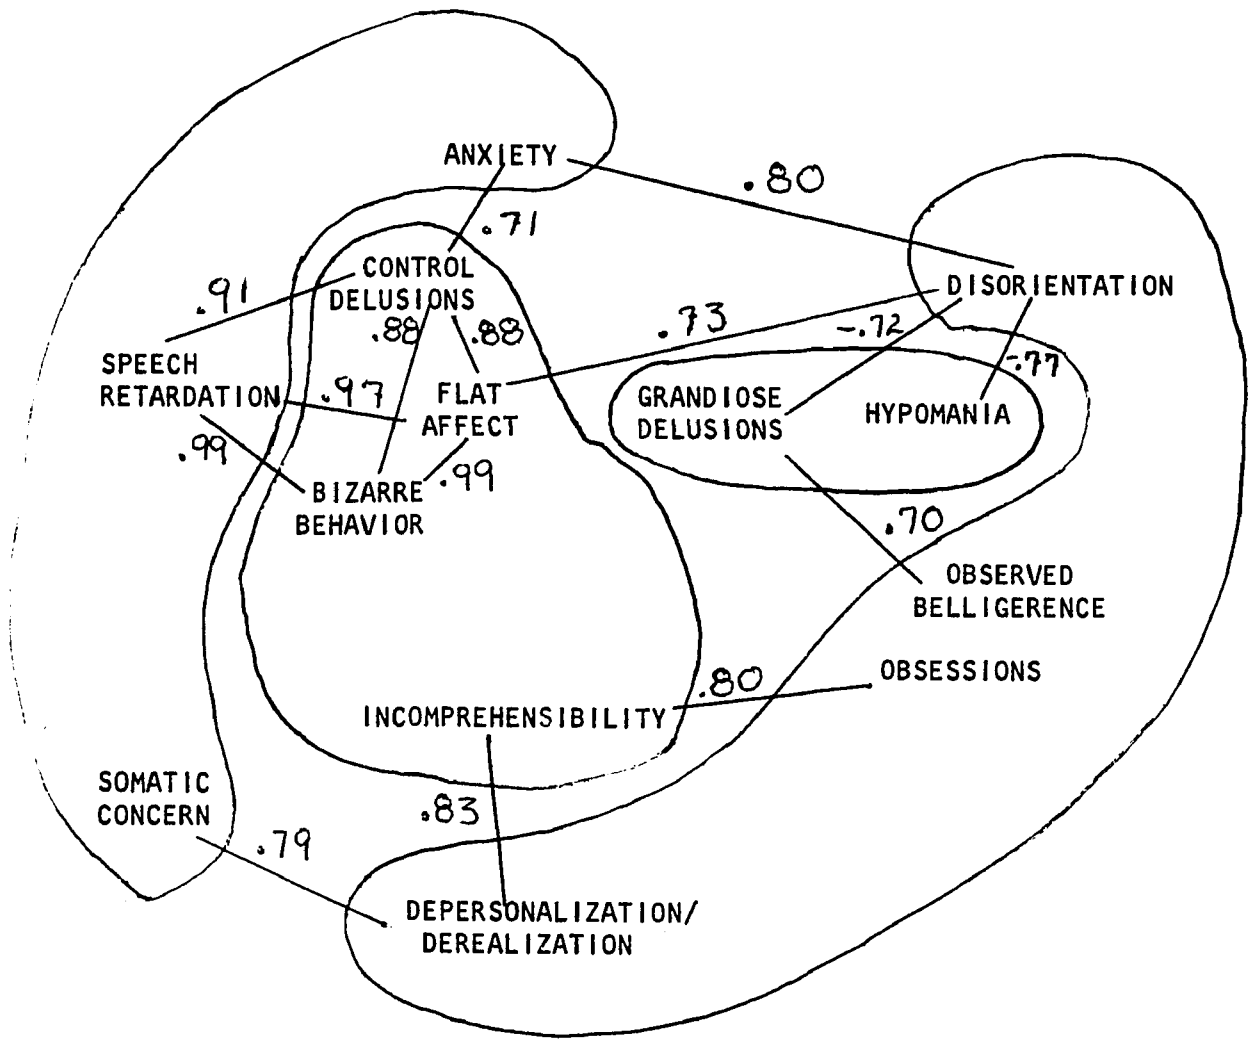 ANXIETY
.80
.71
CONTROL
DELUSIONS
.91
DISORIENTATION
.88
.88
.73
-.72
-.77
SPEECH
RETARDATION
.97
FLAT
AFFECT
GRANDIOSE
DELUSIONS
HYPOMANIA
.99
.99
BIZARRE
BEHAVIOR
.70
OBSERVED
BELLIGERENCE
.80
OBSESSIONS
INCOMPREHENSIBILITY
SOMATIC
CONCERN
.83
.79
DEPERSONALIZATION/
DEREALIZATION